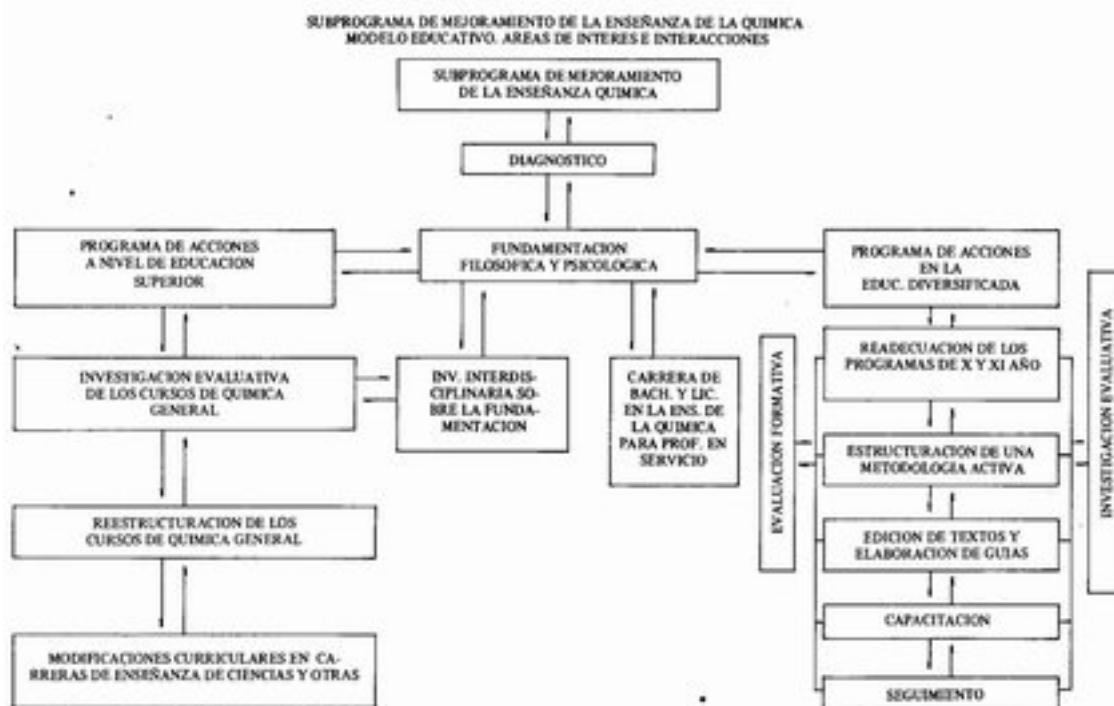 SUBPROGRAMA DE MEJORAMIENTO DE LA ENSEÑANZA DE LA QUIMICA
MODELO EDUCATIVO. AREAS DE INTERES E INTERACCIONES
SUBPROGRAMA DE MEJORAMIENTO
DE LA ENSEÑANZA QUIMICA
DIAGNOSTICO
PROGRAMA DE ACCIONES
A NIVEL DE EDUCACION
SUPERIOR
FUNDAMENTACION
FILOSOFICA Y PSICOLOGICA
PROGRAMA DE ACCIONES
EN LA
EDUC. DIVERSIFICADA
INVESTIGACION EVALUATIVA
DE LOS CURSOS DE QUIMICA
GENERAL
INV. INTERDIS-
CIPLINARIA SO-
BRE LA FUNDA-
MENTACION
CARRERA DE
BACH. Y LIC.
EN LA ENS. DE
LA QUIMICA
PARA PROF. EN
SERVICIO
EVALUACION FORMATIVA
READECUACION DE LOS
PROGRAMAS DE X Y XI AÑO
ESTRUCTURACION DE UNA
METODOLOGIA ACTIVA
EDICION DE TEXTOS Y
ELABORACION DE GUIAS
CAPACITACION
SEGUIMIENTO
INVESTIGACION EVALUATIVA
REESTRUCTURACION DE LOS
CURSOS DE QUIMICA GENERAL
MODIFICACIONES CURRICULARES EN CA-
RRERAS DE ENSEÑANZA DE CIENCIAS Y OTRAS